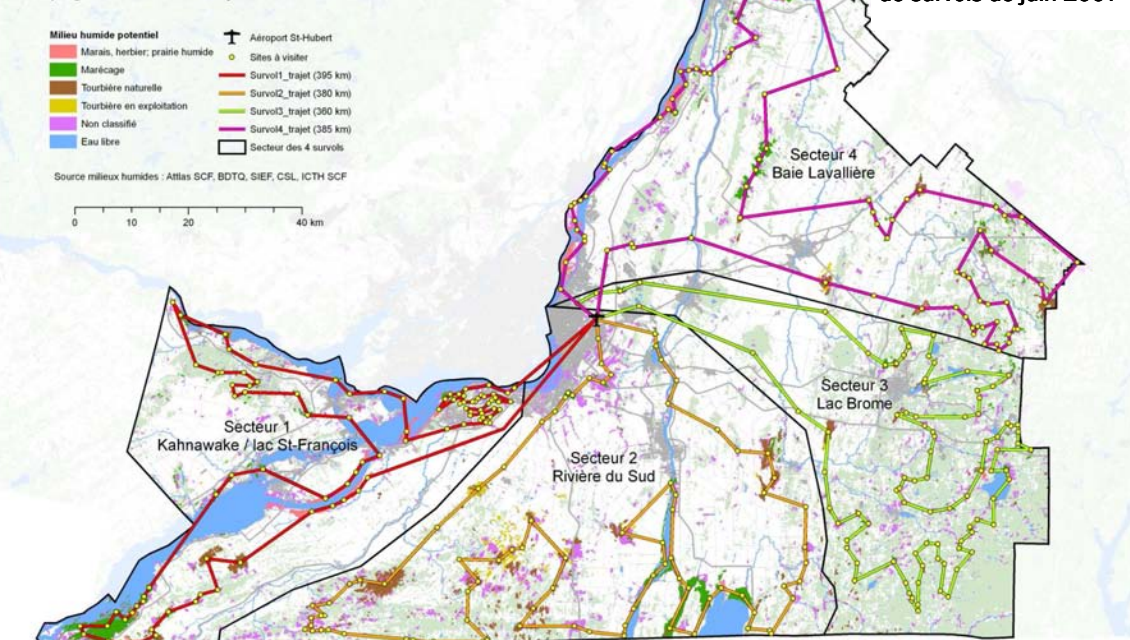 de survols de juin 2007
Milieu humide potentiel
Marais, herbier; prairie humide
Marécage
Tourbière naturelle
Tourbière en exploitation
Non classifié
Eau libre
Aéroport St-Hubert
Sites à visiter
Survol1_trajet (395 km)
Survol2_trajet (380 km)
Survol3_trajet (360 km)
Survol4_trajet (385 km)
Secteur des 4 survols
Source milieux humides : Attlas SCF, BDTQ, SIEF, CSL, ICTH SCF
0 10 20 40 km
Secteur 4
Baie Lavallière
Secteur 3
Lac Brome
Secteur 1
Kahnawake / lac St-François
Secteur 2
Rivière du Sud